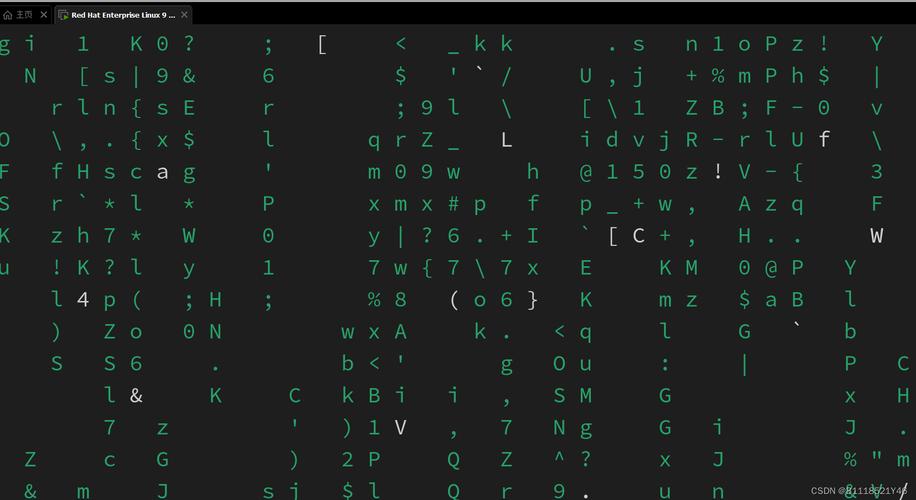 主页 Red Hat Enterprise Linux 9 ...
g i 1 K 0 ? ; [ < _ k k . s n 1 o P z ! Y
N [ s | 9 & 6 $ ' ` / U , j + % m P h $ |
r l n { s E r ; 9 l \ [ \ 1 Z B ; F - 0 v
O \ , . { x $ l q r Z _ L i d v j R - r l U f \
F f H s c a g ' m 0 9 w h @ 1 5 0 z ! V - { 3
S r ` * l * P x m x # p f p _ + w , A z q F
K z h 7 * W 0 y | ? 6 . + I ` [ C + , H . . W
u ! K ? l y 1 7 w { 7 \ 7 x E K M 0 @ P Y
l 4 p ( ; H ; % 8 ( o 6 } K m z $ a B l
) Z o 0 N w x A k . < q l G ` b
S S 6 . b < ' g O u : | P C
l & K C k B i i , S M G x H
7 z ' ) 1 V , 7 N g G i J .
Z c G ) 2 P Q Z ^ ? x J % " m
& m J s j $ l Q r 9 . u n